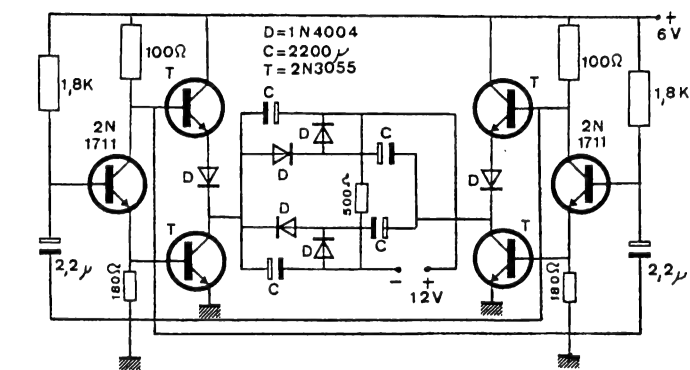 +
6V
D=1N4004
C=2200µ
T=2N3055
100Ω
T
C
T
100Ω
1,8K
1,8K
2N
1711
D
C
D
D
500Ω
D
2N
1711
D
D
C
T
T
2,2µ
180Ω
C
-
+
12V
180Ω
2,2µ